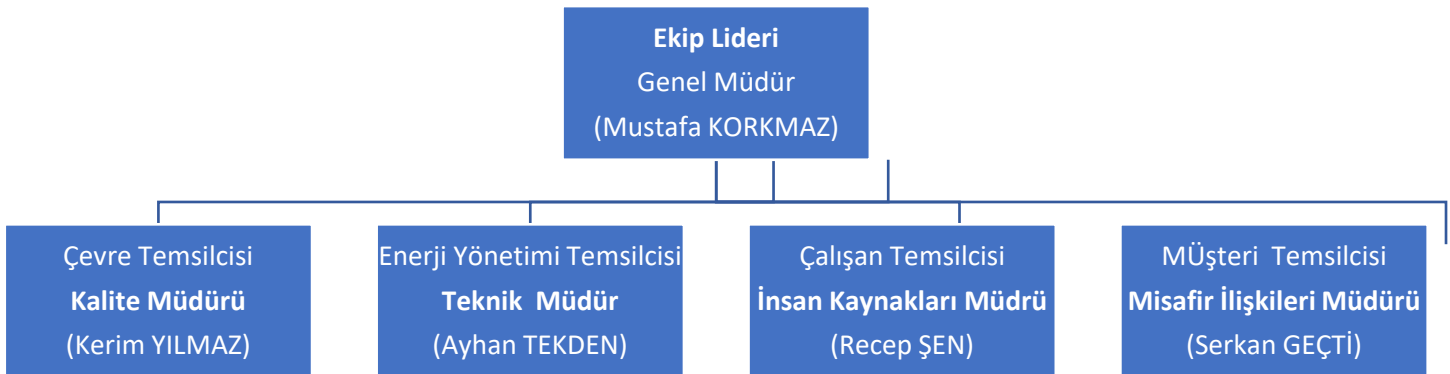 Ekip Lideri
Genel Müdür
(Mustafa KORKMAZ)
Çevre Temsilcisi
Kalite Müdürü
(Kerim YILMAZ)
Enerji Yönetimi Temsilcisi
Teknik  Müdür
(Ayhan TEKDEN)
Çalışan Temsilcisi
İnsan Kaynakları Müdrü
(Recep ŞEN)
MÜşteri  Temsilcisi
Misafir İlişkileri Müdürü
(Serkan GEÇTİ)